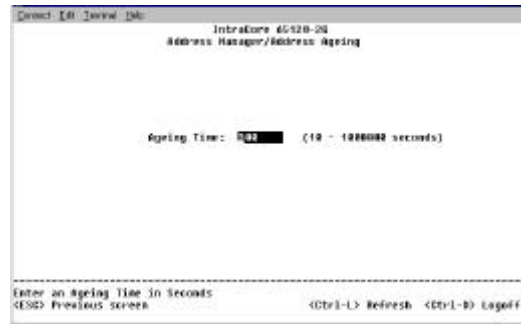 Connect Edit Terminal Help
IntraCore 65120-2G
Address Manager/Address Ageing
Ageing Time: 300 (10 - 1000000 seconds)
Enter an Ageing Time in Seconds
<ESC> Previous screen <Ctrl-L> Refresh <Ctrl-D> Logoff